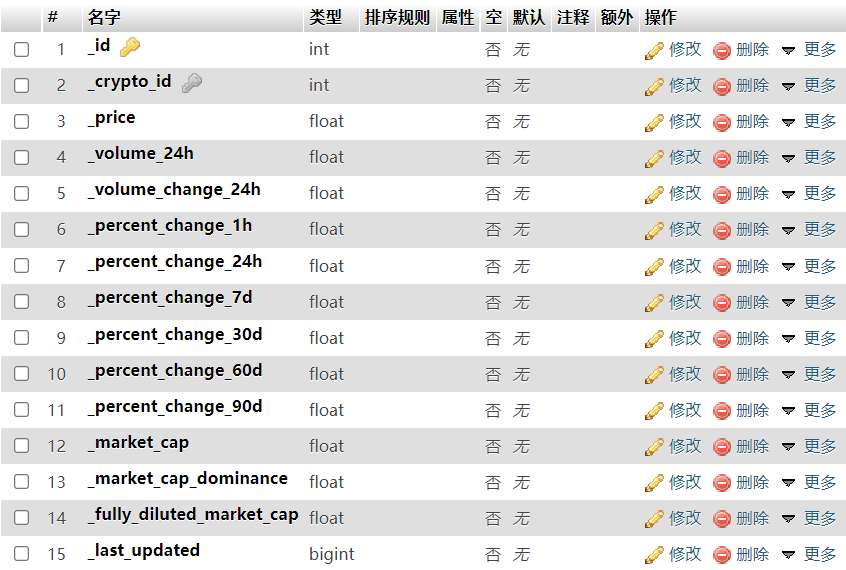 # 名字 类型 排序规则 属性 空 默认 注释 额外 操作
1 _id int 否 无 修改 删除 更多
2 _crypto_id int 否 无 修改 删除 更多
3 _price float 否 无 修改 删除 更多
4 _volume_24h float 否 无 修改 删除 更多
5 _volume_change_24h float 否 无 修改 删除 更多
6 _percent_change_1h float 否 无 修改 删除 更多
7 _percent_change_24h float 否 无 修改 删除 更多
8 _percent_change_7d float 否 无 修改 删除 更多
9 _percent_change_30d float 否 无 修改 删除 更多
10 _percent_change_60d float 否 无 修改 删除 更多
11 _percent_change_90d float 否 无 修改 删除 更多
12 _market_cap float 否 无 修改 删除 更多
13 _market_cap_dominance float 否 无 修改 删除 更多
14 _fully_diluted_market_cap float 否 无 修改 删除 更多
15 _last_updated bigint 否 无 修改 删除 更多